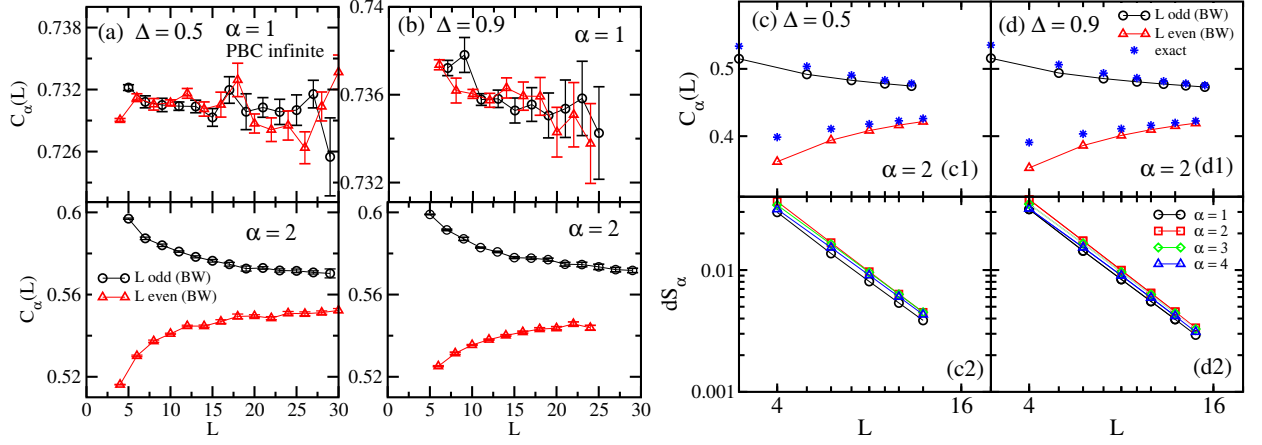 (a) Δ = 0.5 α = 1
PBC infinite
0.738
0.732
0.726
C_α(L)
(b) Δ = 0.9 α = 1
0.74
0.736
0.732
α = 2
0.6
0.56
0.52
C_α(L)
L odd (BW)
L even (BW)
0 5 10 15 20 25 30
L
α = 2
0.6
0.56
0.52
0 5 10 15 20 25 30
L
(c) Δ = 0.5
0.5
0.4
C_α(L)
α = 2 (c1)
(d) Δ = 0.9
L odd (BW)
L even (BW)
exact
α = 2 (d1)
0.01
0.001
dS_α
(c2)
4 16
L
α = 1
α = 2
α = 3
α = 4
(d2)
4 16
L